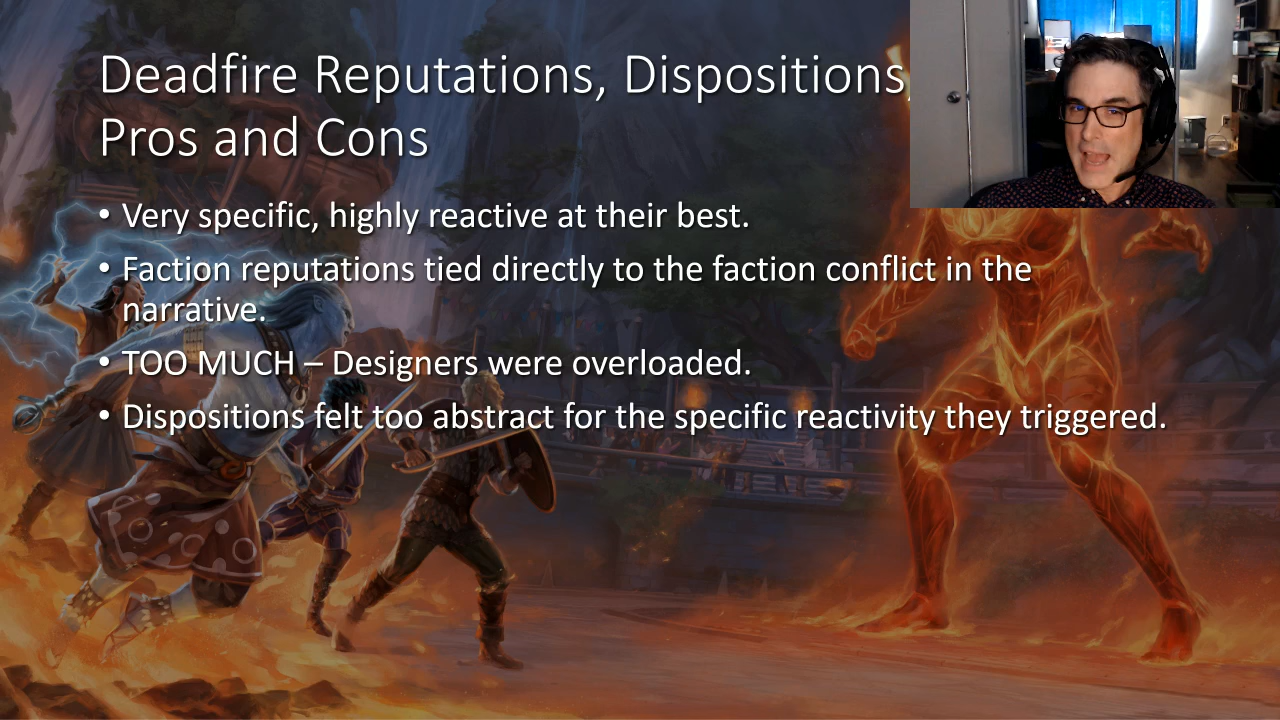 Deadfire Reputations, Dispositions,
Pros and Cons
• Very specific, highly reactive at their best.
• Faction reputations tied directly to the faction conflict in the
narrative.
• TOO MUCH – Designers were overloaded.
• Dispositions felt too abstract for the specific reactivity they triggered.